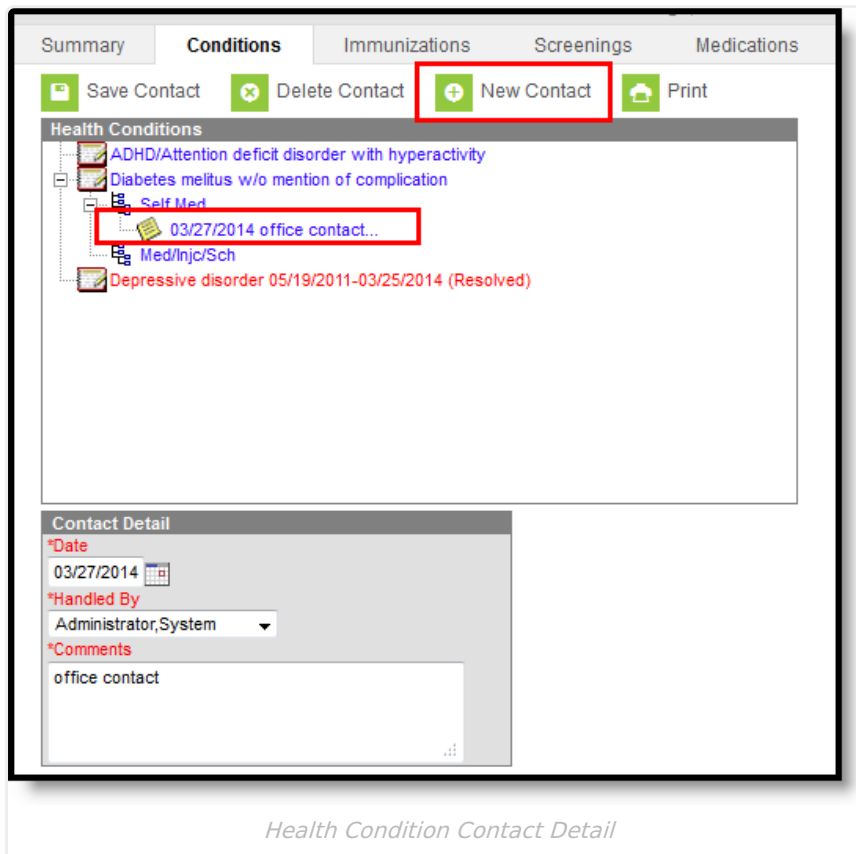 Summary Conditions Immunizations Screenings Medications
Save Contact Delete Contact New Contact Print
Health Conditions
ADHD/Attention deficit disorder with hyperactivity
Diabetes melitus w/o mention of complication
Self Med
03/27/2014 office contact...
Med/Injc/Sch
Depressive disorder 05/19/2011-03/25/2014 (Resolved)
Contact Detail
*Date
03/27/2014
*Handled By
Administrator,System
*Comments
office contact
Health Condition Contact Detail